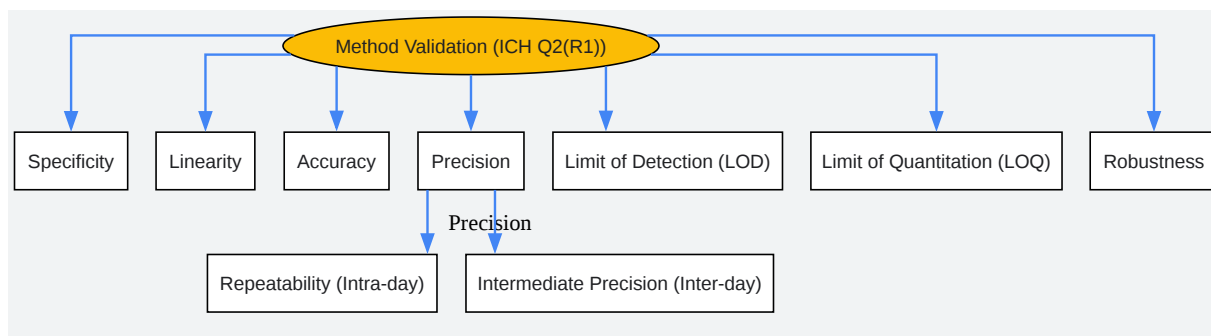 Method Validation (ICH Q2(R1))
Specificity
Linearity
Accuracy
Precision
Limit of Detection (LOD)
Limit of Quantitation (LOQ)
Robustness
Precision
Repeatability (Intra-day)
Intermediate Precision (Inter-day)